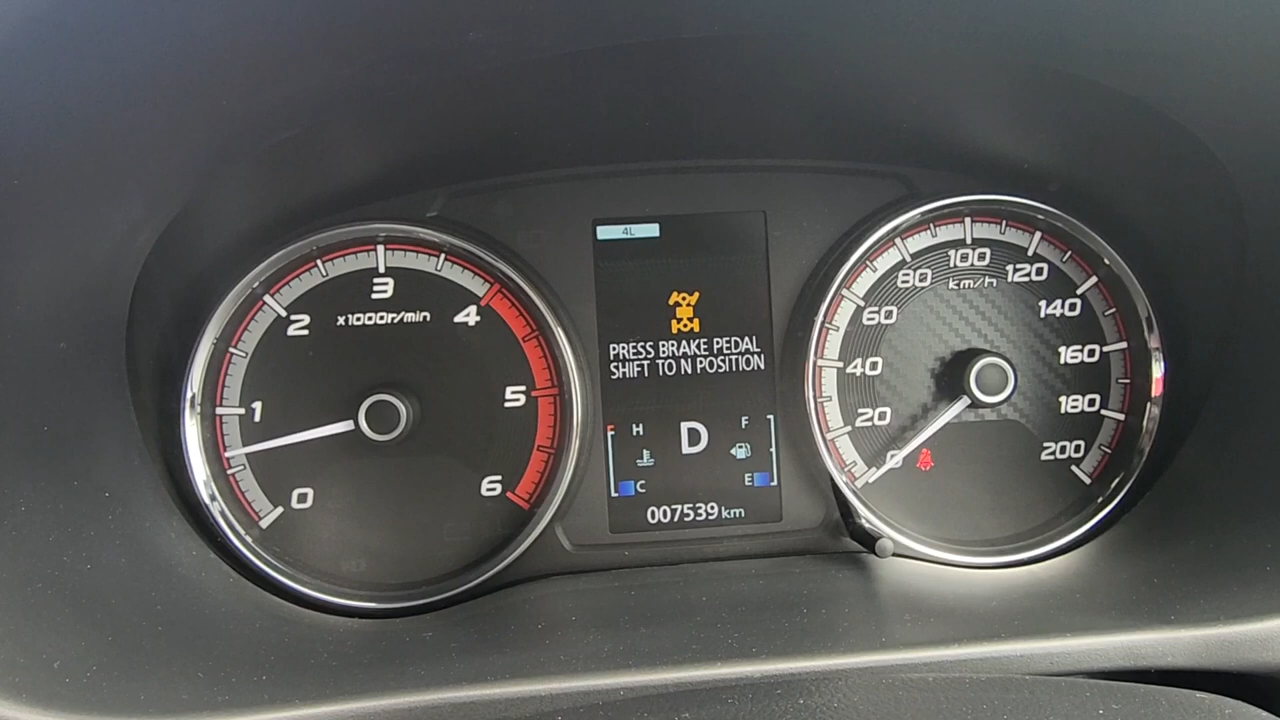 0
1
2
3
4
5
6
x1000r/min
4L
PRESS BRAKE PEDAL
SHIFT TO N POSITION
H
C
D
F
E
007539 km
0
20
40
60
80
100
120
140
160
180
200
km/h